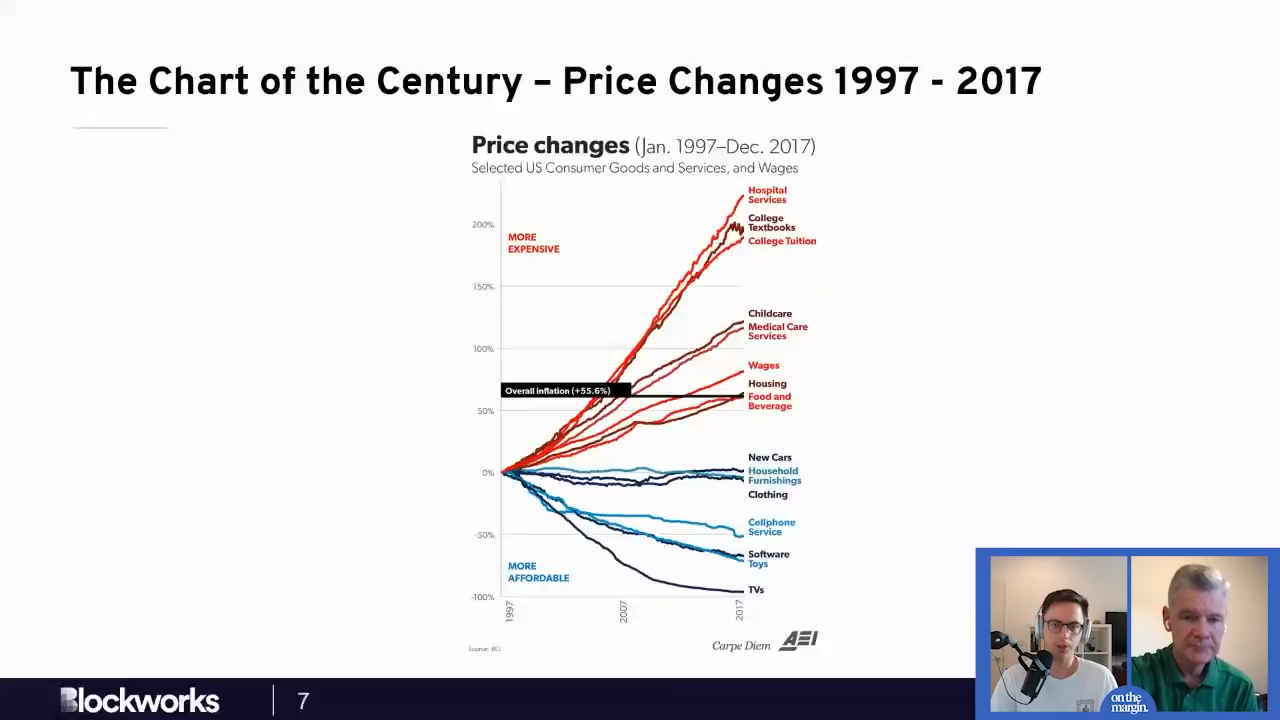 The Chart of the Century – Price Changes 1997 - 2017
Price changes (Jan. 1997–Dec. 2017)
Selected US Consumer Goods and Services, and Wages
200%
150%
100%
50%
0%
-50%
-100%
MORE
EXPENSIVE
Overall inflation (+55.6%)
MORE
AFFORDABLE
Hospital
Services
College
Textbooks
College Tuition
Childcare
Medical Care
Services
Wages
Housing
Food and
Beverage
New Cars
Household
Furnishings
Clothing
Cellphone
Service
Software
Toys
TVs
1997
2007
2017
Source: BLS
Carpe Diem AEI
Blockworks
7
on the
margin.